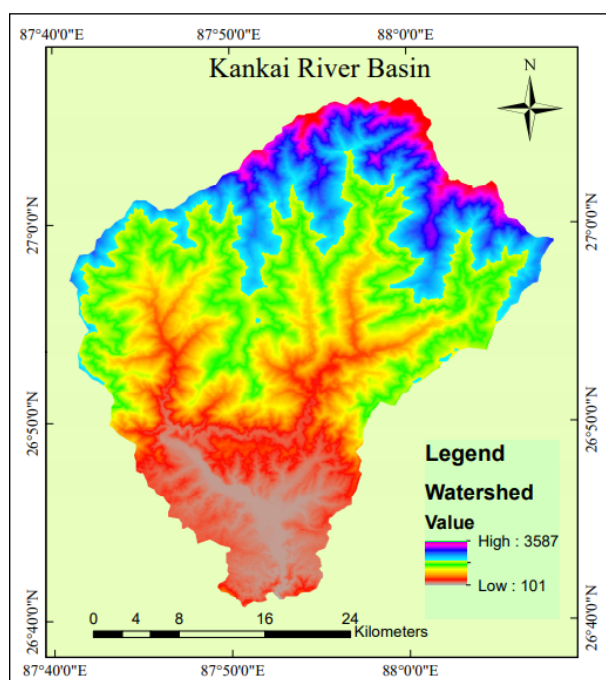 87°40'0"E 87°50'0"E 88°0'0"E
Kankai River Basin
N
27°0'0"N 27°0'0"N
26°50'0"N 26°50'0"N
Legend
Watershed
Value
High : 3587
Low : 101
26°40'0"N 26°40'0"N
0 4 8 16 24
Kilometers
87°40'0"E 87°50'0"E 88°0'0"E